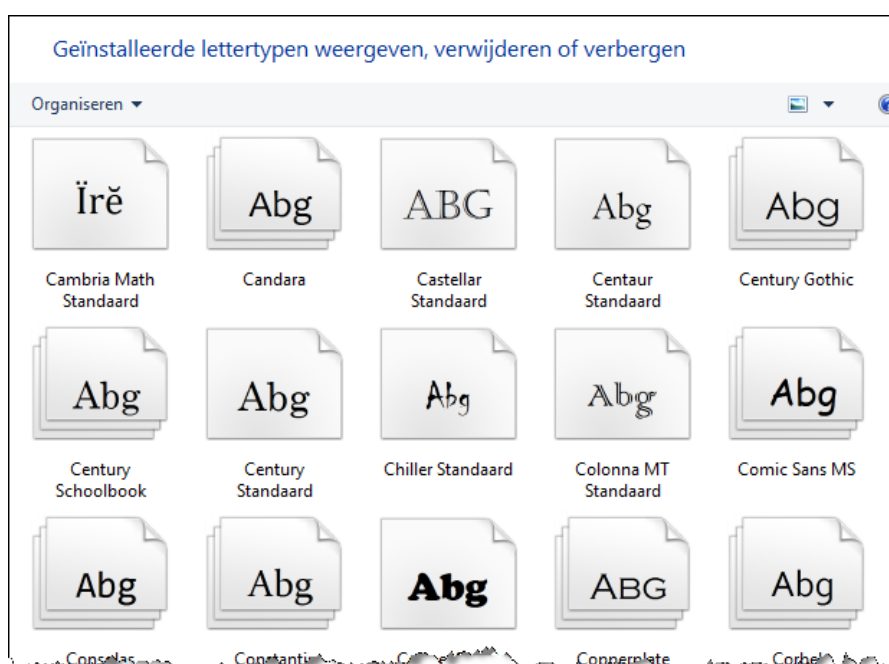 Geïnstalleerde lettertypen weergeven, verwijderen of verbergen
Organiseren
Ïrĕ Abg ABG Abg Abg
Cambria Math Candara Castellar Centaur Century Gothic
Standaard Standaard Standaard
Abg Abg Abg Abg Abg
Century Century Chiller Standaard Colonna MT Comic Sans MS
Schoolbook Standaard Standaard
Abg Abg Abg ABG Abg
Consolas Copperplate